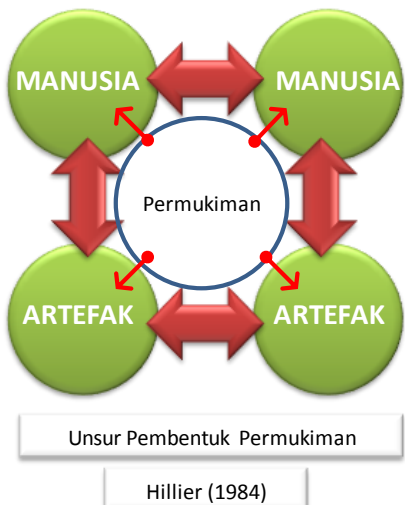 MANUSIA
MANUSIA
Permukiman
ARTEFAK
ARTEFAK
Unsur Pembentuk Permukiman
Hillier (1984)